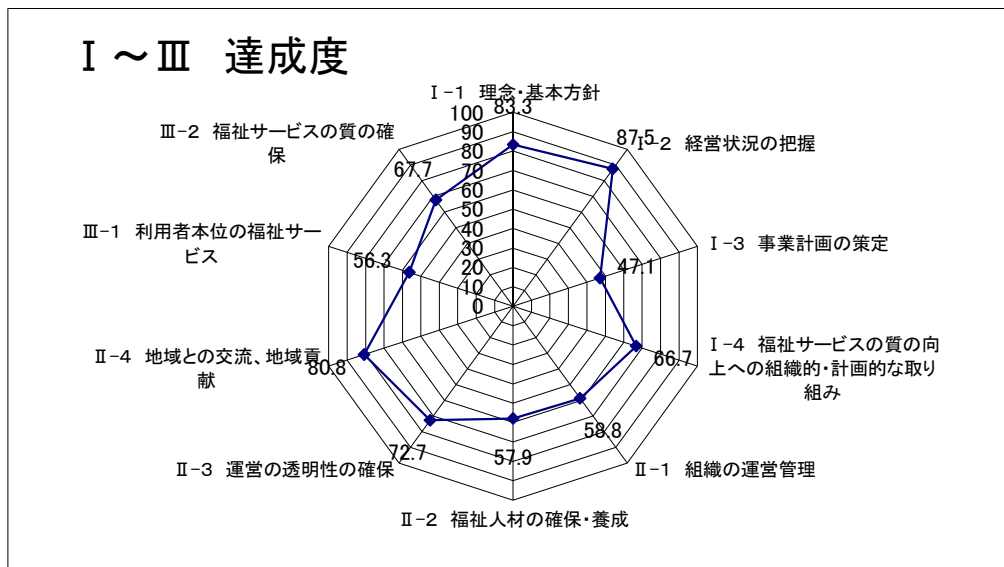 Ⅰ～Ⅲ 達成度
Ⅰ-1 理念・基本方針
83.3
Ⅰ-2 経営状況の把握
87.5
Ⅰ-3 事業計画の策定
47.1
Ⅰ-4 福祉サービスの質の向
上への組織的・計画的な取り
組み
66.7
Ⅱ-1 組織の運営管理
58.8
Ⅱ-2 福祉人材の確保・養成
57.9
Ⅱ-3 運営の透明性の確保
72.7
Ⅱ-4 地域との交流、地域貢
献
80.8
Ⅲ-1 利用者本位の福祉サー
ビス
56.3
Ⅲ-2 福祉サービスの質の確
保
67.7
100
90
80
70
60
50
40
30
20
10
0